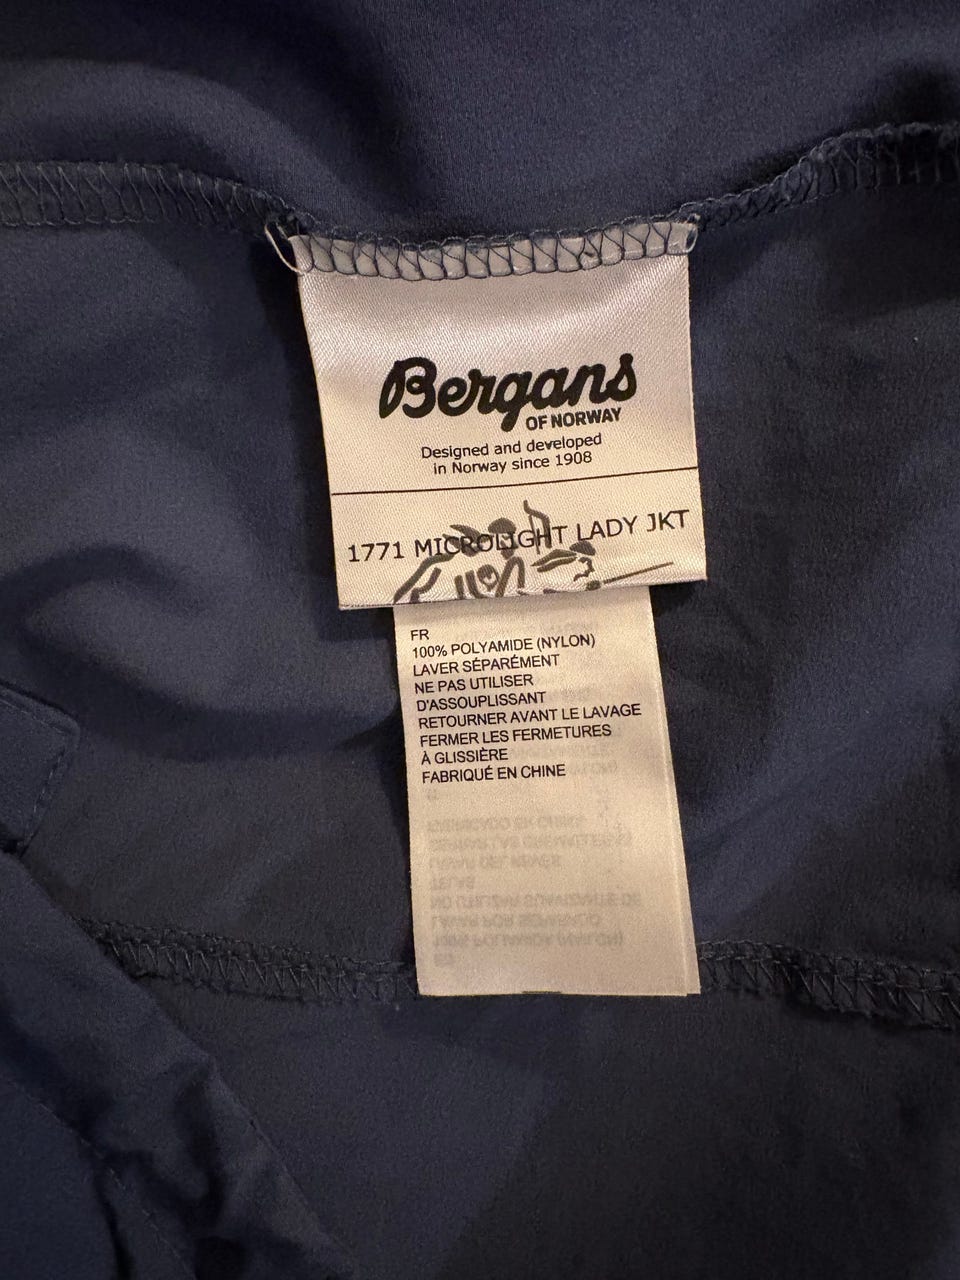 Bergans
OF NORWAY
Designed and developed
in Norway since 1908
1771 MICROLIGHT LADY JKT
FR
100% POLYAMIDE (NYLON)
LAVER SÉPARÉMENT
NE PAS UTILISER
D'ASSOUPLISSANT
RETOURNER AVANT LE LAVAGE
FERMER LES FERMETURES
À GLISSIÈRE
FABRIQUÉ EN CHINE